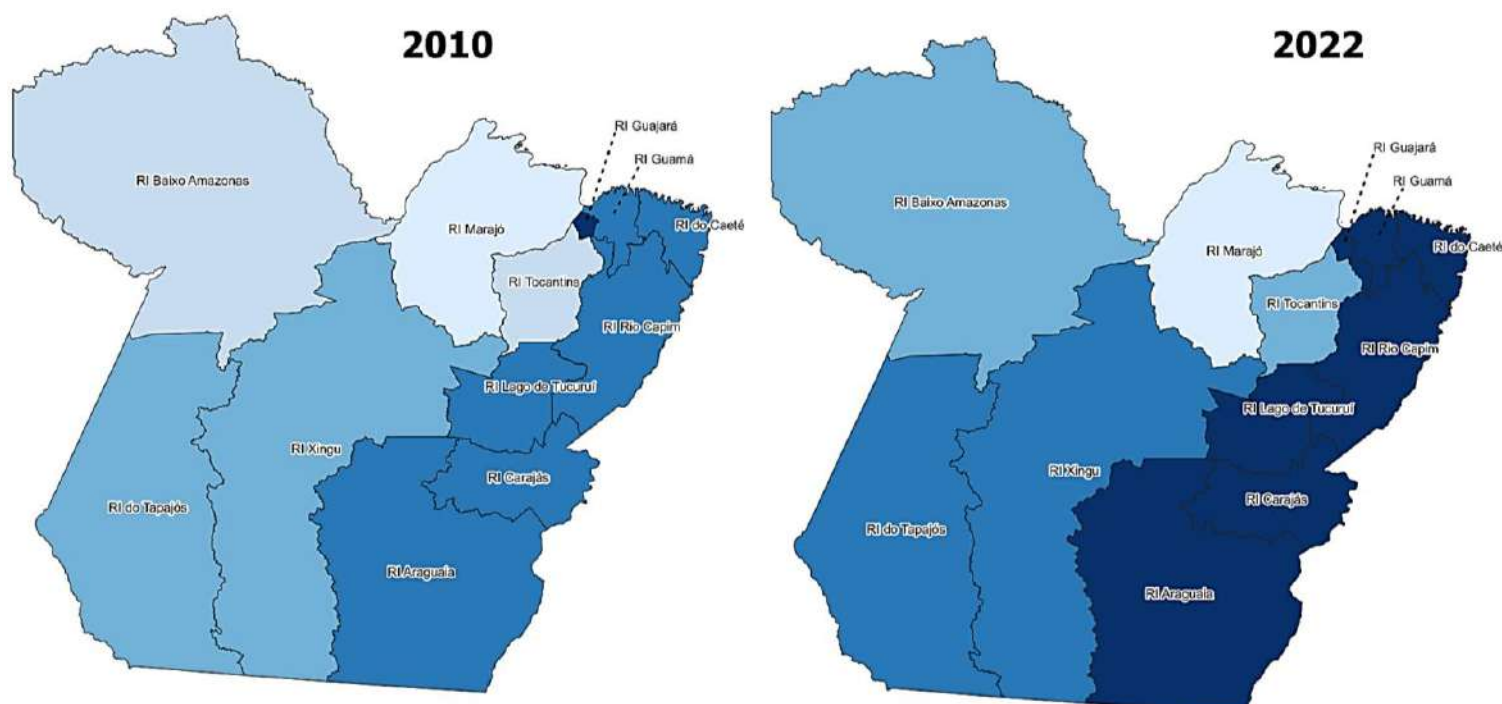 2010
RI Guajará
RI Guamá
RI Baixo Amazonas
RI do Caeté
RI Marajó
RI Tocantins
RI Rio Capim
RI Lago de Tucuruí
RI Xingu
RI Carajás
RI do Tapajós
RI Araguaia
2022
RI Guajará
RI Guamá
RI Baixo Amazonas
RI do Caeté
RI Marajó
RI Tocantins
RI Rio Capim
RI Lago de Tucuruí
RI Xingu
RI Carajás
RI do Tapajós
RI Araguaia